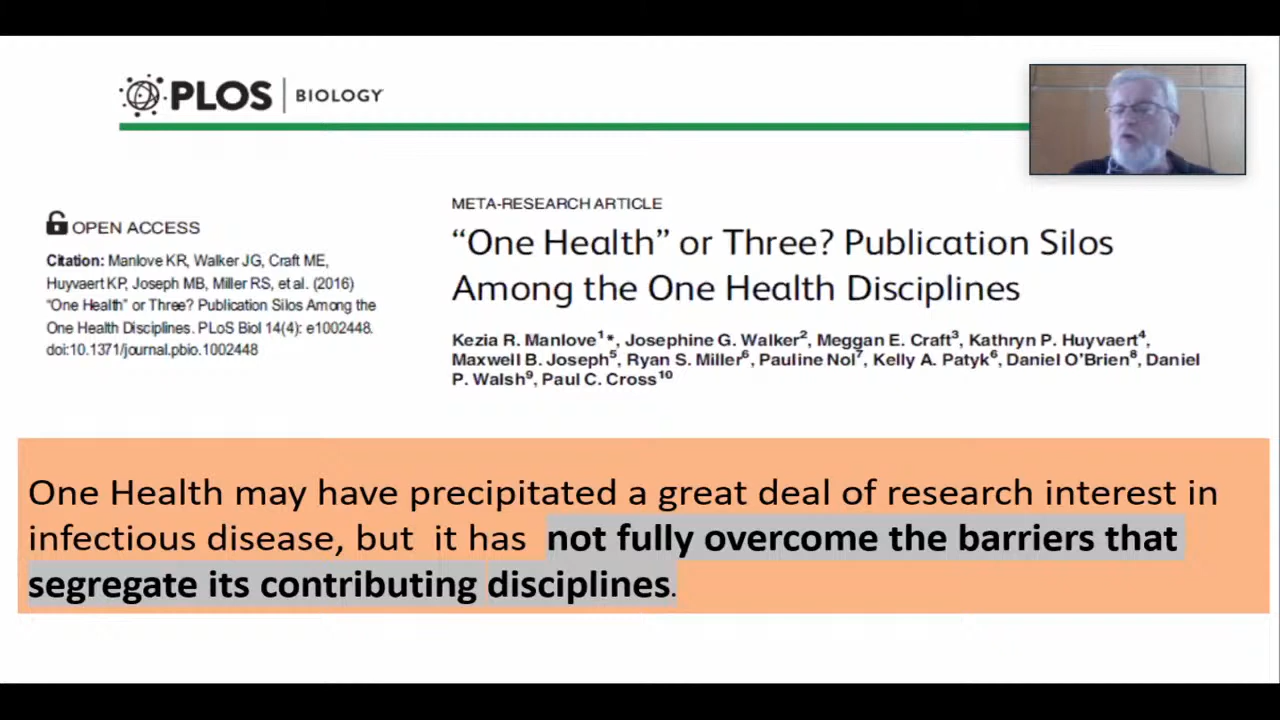 PLOS | BIOLOGY
OPEN ACCESS
Citation: Manlove KR, Walker JG, Craft ME,
Huyvaert KP, Joseph MB, Miller RS, et al. (2016)
"One Health" or Three? Publication Silos Among the
One Health Disciplines. PLoS Biol 14(4): e1002448.
doi:10.1371/journal.pbio.1002448
META-RESEARCH ARTICLE
“One Health” or Three? Publication Silos
Among the One Health Disciplines
Kezia R. Manlove1*, Josephine G. Walker2, Meggan E. Craft3, Kathryn P. Huyvaert4,
Maxwell B. Joseph5, Ryan S. Miller6, Pauline Nol7, Kelly A. Patyk6, Daniel O’Brien8, Daniel
P. Walsh9, Paul C. Cross10
One Health may have precipitated a great deal of research interest in
infectious disease, but it has not fully overcome the barriers that
segregate its contributing disciplines.